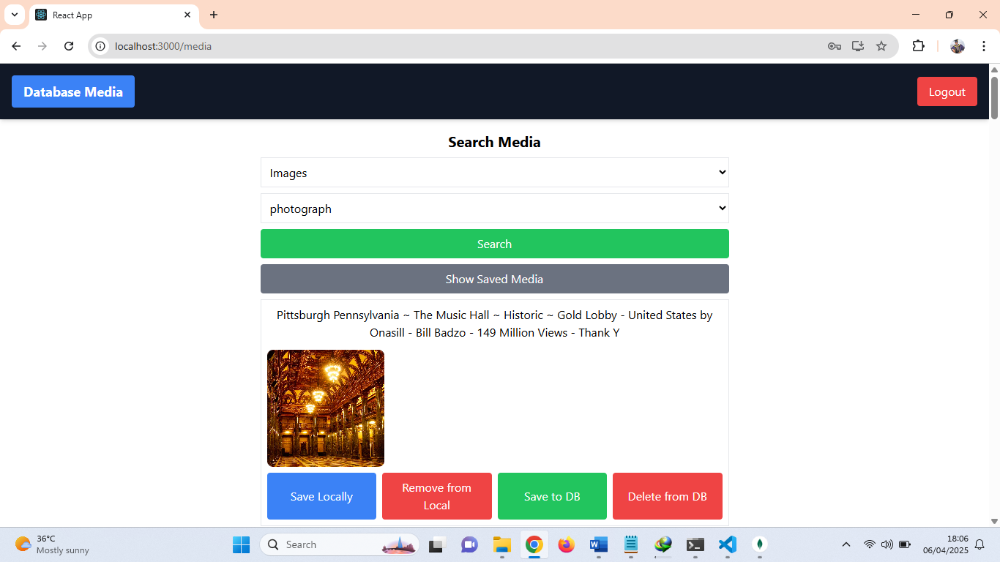 React App
localhost:3000/media
Database Media
Logout
Search Media
Images
photograph
Search
Show Saved Media
Pittsburgh Pennsylvania ~ The Music Hall ~ Historic ~ Gold Lobby - United States by
Onasill - Bill Badzo - 149 Million Views - Thank Y
Save Locally
Remove from
Local
Save to DB
Delete from DB
36°C
Mostly sunny
Search
18:06
06/04/2025